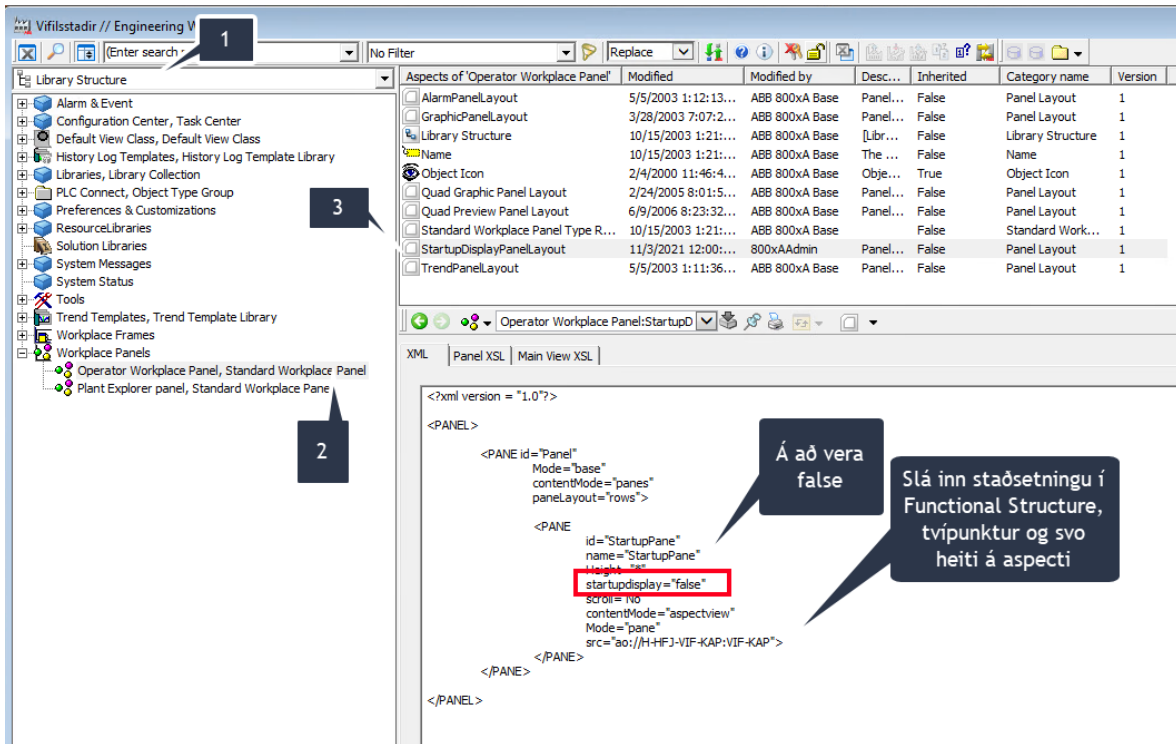 Vifilsstadir // Engineering W
1
(Enter search
No Filter
Replace
Library Structure
Alarm & Event
Configuration Center, Task Center
Default View Class, Default View Class
History Log Templates, History Log Template Library
Libraries, Library Collection
PLC Connect, Object Type Group
Preferences & Customizations
ResourceLibraries
Solution Libraries
System Messages
System Status
Tools
Trend Templates, Trend Template Library
Workplace Frames
Workplace Panels
Operator Workplace Panel, Standard Workplace Panel
Plant Explorer panel, Standard Workplace Pane
2
3
Aspects of 'Operator Workplace Panel' Modified Modified by Desc... Inherited Category name Version
AlarmPanelLayout 5/5/2003 1:12:13... ABB 800xA Base Panel... False Panel Layout 1
GraphicPanelLayout 3/28/2003 7:07:2... ABB 800xA Base Panel... False Panel Layout 1
Library Structure 10/15/2003 1:21:... ABB 800xA Base [Libr... False Library Structure 1
Name 10/15/2003 1:21:... ABB 800xA Base The ... False Name 1
Object Icon 2/4/2000 11:46:4... ABB 800xA Base Obje... True Object Icon 1
Quad Graphic Panel Layout 2/24/2005 8:01:5... ABB 800xA Base Panel... False Panel Layout 1
Quad Preview Panel Layout 6/9/2006 8:23:32... ABB 800xA Base Panel... False Panel Layout 1
Standard Workplace Panel Type R... 10/15/2003 1:21:... ABB 800xA Base False Standard Work... 1
StartupDisplayPanelLayout 11/3/2021 12:00:... 800xAAdmin Panel... False Panel Layout 1
TrendPanelLayout 5/5/2003 1:11:36... ABB 800xA Base Panel... False Panel Layout 1
Operator Workplace Panel:StartupD
XML Panel XSL Main View XSL
<?xml version = "1.0"?>
<PANEL>
<PANE id="Panel"
Mode="base"
contentMode="panes"
paneLayout="rows">
<PANE
id="StartupPane"
name="StartupPane"
Height="*"
startupdisplay="false"
scroll="No"
contentMode="aspectview"
Mode="pane"
src="ao://H-HFJ-VIF-KAP:VIF-KAP">
</PANE>
</PANE>
</PANEL>
Á að vera
false
Slá inn staðsetningu í
Functional Structure,
tvípunktur og svo
heiti á aspecti